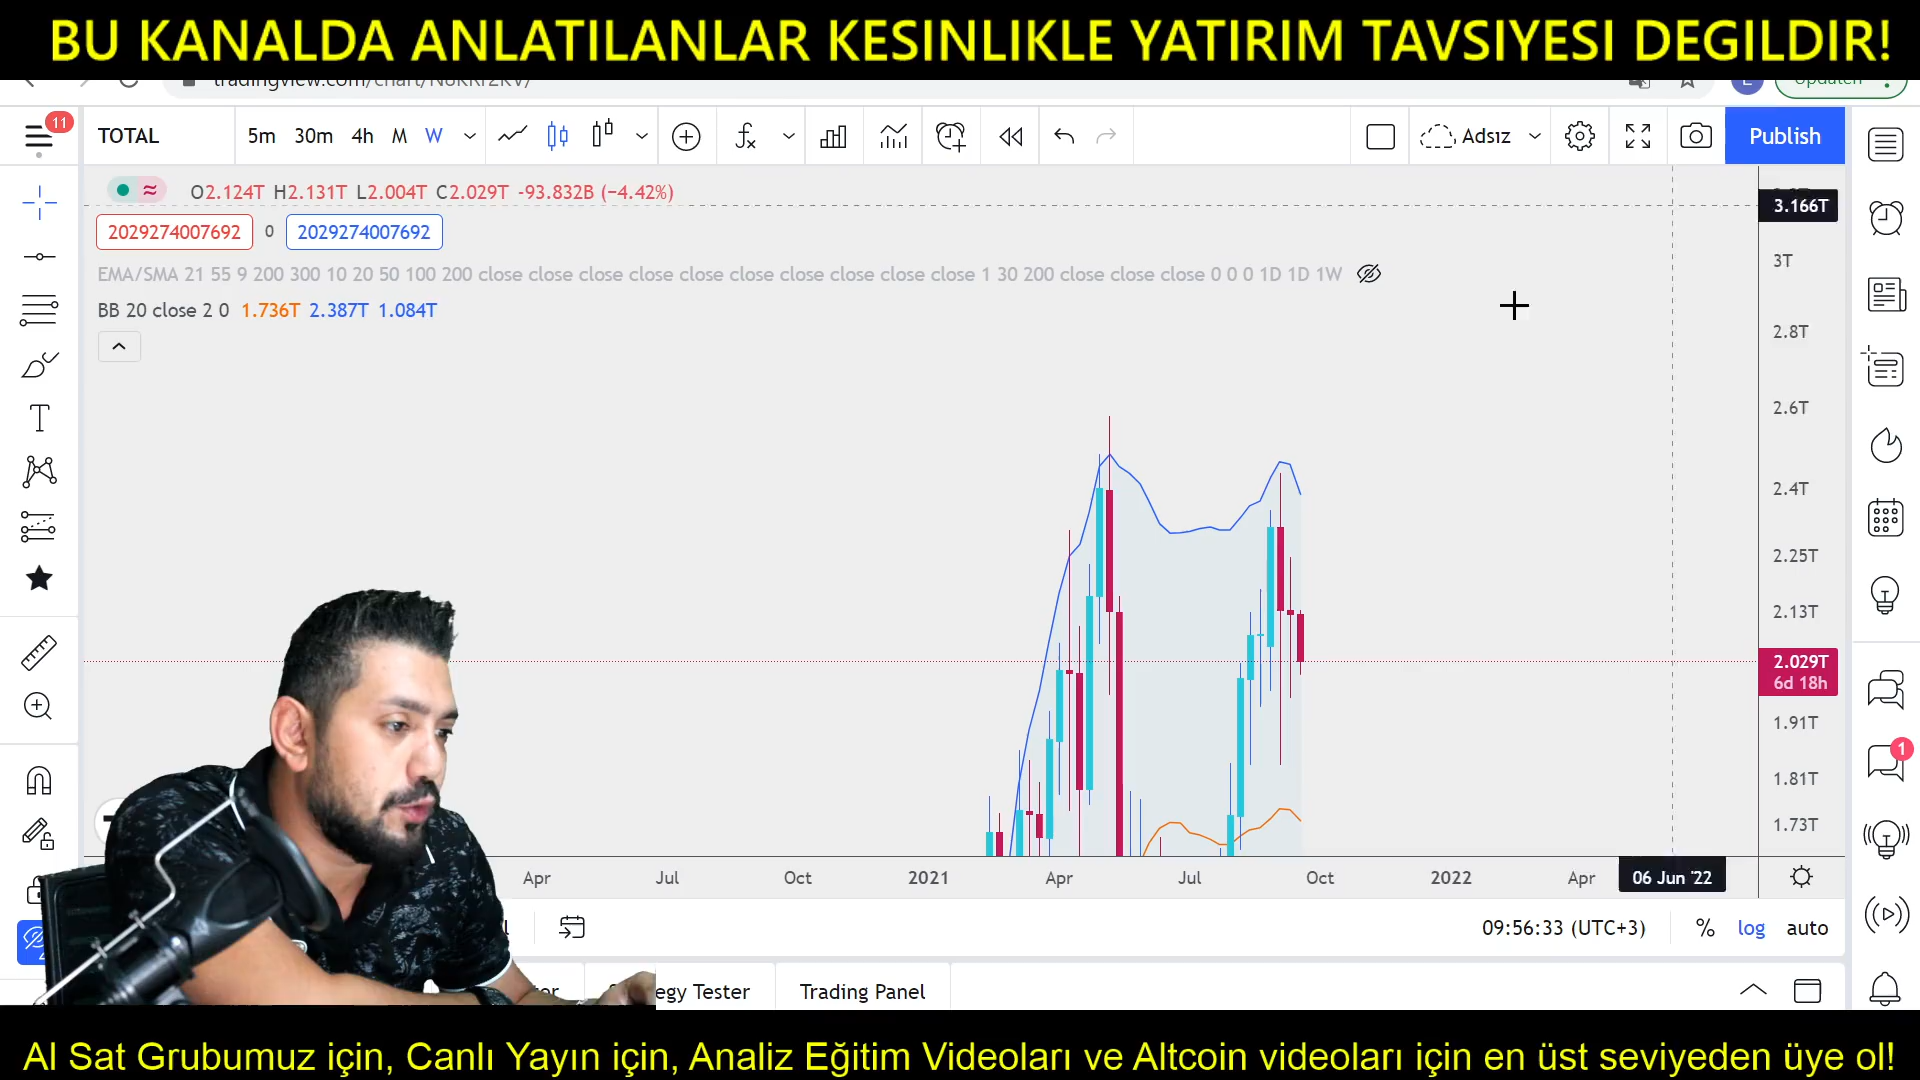 BU KANALDA ANLATILANLAR KESINLIKLE YATIRIM TAVSIYESI DEGILDIR!
11
TOTAL 5m 30m 4h M W Adsız Publish
O2.124T H2.131T L2.004T C2.029T -93.832B (−4.42%)
3.166T
2029274007692 0 2029274007692
3T
EMA/SMA 21 55 9 200 300 10 20 50 100 200 close close close close close close close close close close 1 30 200 close close close 0 0 0 1D 1D 1W
BB 20 close 2 0 1.736T 2.387T 1.084T
2.8T
2.6T
2.4T
2.25T
2.13T
2.029T
6d 18h
1.91T
1
1.81T
1.73T
Apr Jul Oct 2021 Apr Jul Oct 2022 Apr 06 Jun '22
09:56:33 (UTC+3) % log auto
Tester Trading Panel
Al Sat Grubumuz için, Canlı Yayın için, Analiz Eğitim Videoları ve Altcoin videoları için en üst seviyeden üye ol!